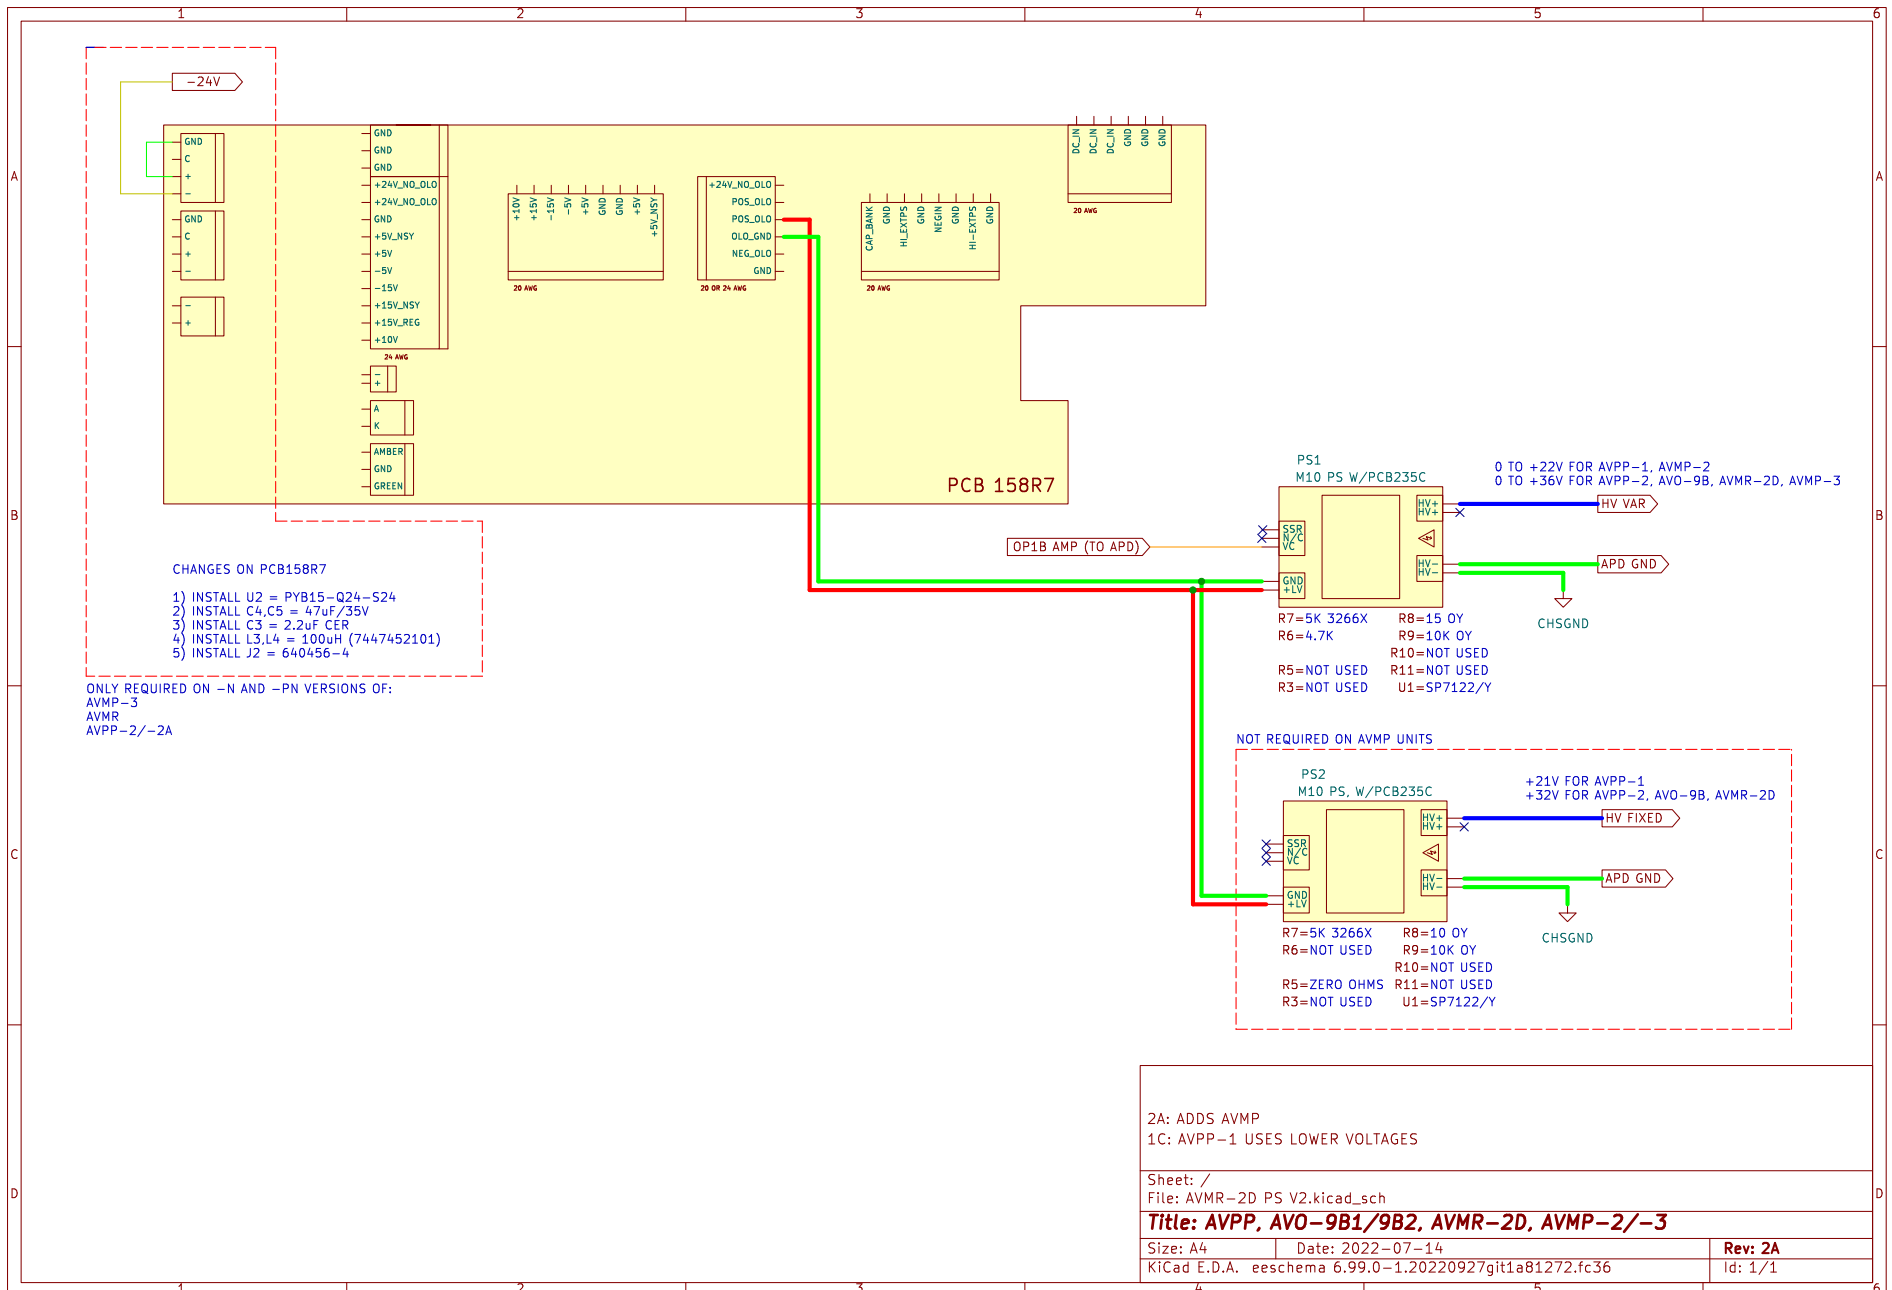 1 2 3 4 5 6
A
B
C
D
A
B
C
D
1 2 3 4 5 6
-24V
GND
C
+
-
GND
C
+
-
-
+
GND
GND
GND
+24V_NO_OLO
+24V_NO_OLO
GND
+5V_NSY
+5V
-5V
-15V
+15V_NSY
+15V_REG
+10V
24 AWG
-
+
A
K
AMBER
GND
GREEN
+10V
+15V
-15V
-5V
+5V
GND
GND
+5V
+5V_NSY
20 AWG
+24V_NO_OLO
POS_OLO
POS_OLO
OLO_GND
NEG_OLO
GND
20 OR 24 AWG
CAP_BANK
GND
HI_EXTPS
GND
NEGIN
GND
HI-EXTPS
GND
20 AWG
DC_IN
DC_IN
DC_IN
GND
GND
GND
20 AWG
PCB 158R7
CHANGES ON PCB158R7
1) INSTALL U2 = PYB15-Q24-S24
2) INSTALL C4,C5 = 47uF/35V
3) INSTALL C3 = 2.2uF CER
4) INSTALL L3,L4 = 100uH (7447452101)
5) INSTALL J2 = 640456-4
ONLY REQUIRED ON -N AND -PN VERSIONS OF:
AVMP-3
AVMR
AVPP-2/-2A
PS1
M10 PS W/PCB235C
0 TO +22V FOR AVPP-1, AVMP-2
0 TO +36V FOR AVPP-2, AVO-9B, AVMR-2D, AVMP-3
OP1B AMP (TO APD)
SSR
N/C
VC
GND
+LV
HV+
HV+
HV-
HV-
HV VAR
APD GND
CHSGND
R7=5K 3266X R8=15 OY
R6=4.7K R9=10K OY
R10=NOT USED
R5=NOT USED R11=NOT USED
R3=NOT USED U1=SP7122/Y
NOT REQUIRED ON AVMP UNITS
PS2
M10 PS, W/PCB235C
+21V FOR AVPP-1
+32V FOR AVPP-2, AVO-9B, AVMR-2D
SSR
N/C
VC
GND
+LV
HV+
HV+
HV-
HV-
HV FIXED
APD GND
CHSGND
R7=5K 3266X R8=10 OY
R6=NOT USED R9=10K OY
R10=NOT USED
R5=ZERO OHMS R11=NOT USED
R3=NOT USED U1=SP7122/Y
2A: ADDS AVMP
1C: AVPP-1 USES LOWER VOLTAGES
Sheet: /
File: AVMR-2D PS V2.kicad_sch
Title: AVPP, AVO-9B1/9B2, AVMR-2D, AVMP-2/-3
Size: A4 Date: 2022-07-14 Rev: 2A
KiCad E.D.A. eeschema 6.99.0-1.20220927git1a81272.fc36 Id: 1/1